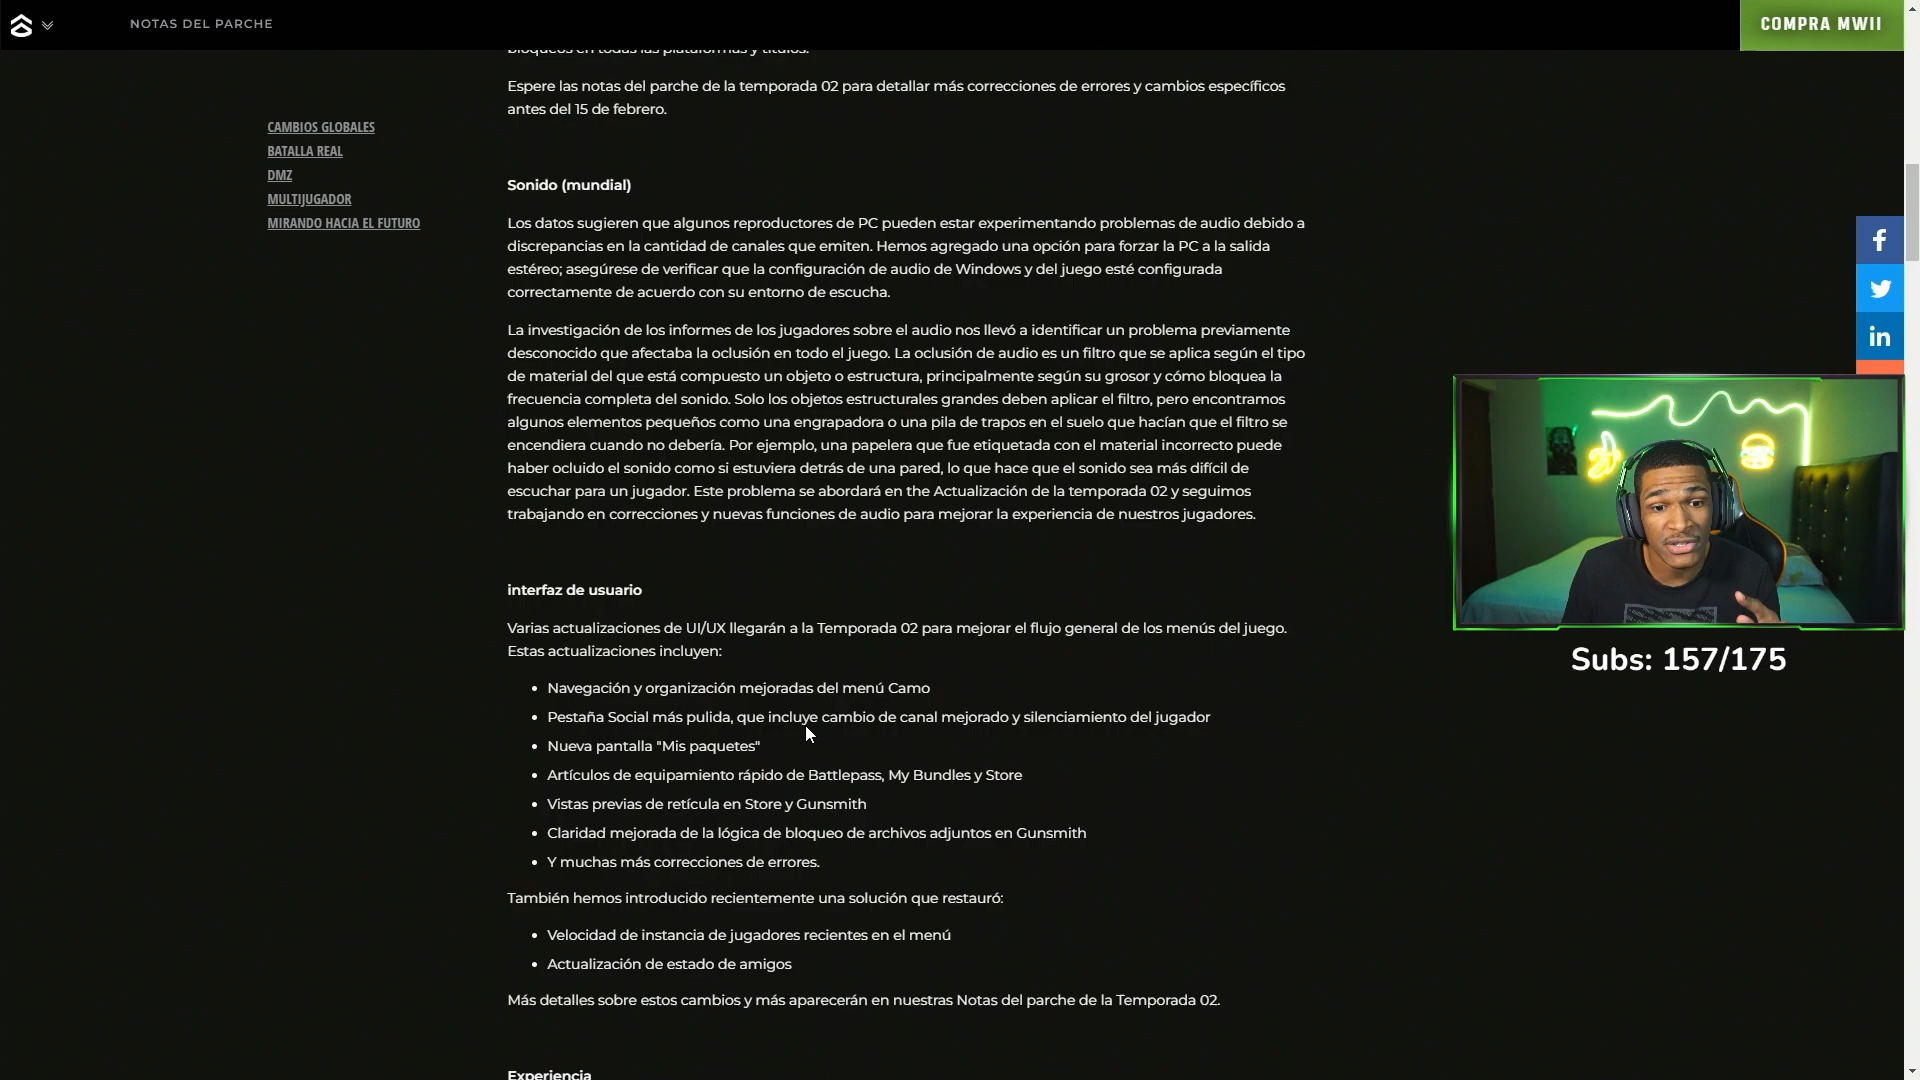 NOTAS DEL PARCHE
COMPRA MWII
bloqueos en todas las plataformas y títulos.
Espere las notas del parche de la temporada 02 para detallar más correcciones de errores y cambios específicos
antes del 15 de febrero.
CAMBIOS GLOBALES
BATALLA REAL
DMZ
MULTIJUGADOR
MIRANDO HACIA EL FUTURO
Sonido (mundial)
Los datos sugieren que algunos reproductores de PC pueden estar experimentando problemas de audio debido a
discrepancias en la cantidad de canales que emiten. Hemos agregado una opción para forzar la PC a la salida
estéreo; asegúrese de verificar que la configuración de audio de Windows y del juego esté configurada
correctamente de acuerdo con su entorno de escucha.
La investigación de los informes de los jugadores sobre el audio nos llevó a identificar un problema previamente
desconocido que afectaba la oclusión en todo el juego. La oclusión de audio es un filtro que se aplica según el tipo
de material del que está compuesto un objeto o estructura, principalmente según su grosor y cómo bloquea la
frecuencia completa del sonido. Solo los objetos estructurales grandes deben aplicar el filtro, pero encontramos
algunos elementos pequeños como una engrapadora o una pila de trapos en el suelo que hacían que el filtro se
encendiera cuando no debería. Por ejemplo, una papelera que fue etiquetada con el material incorrecto puede
haber ocluido el sonido como si estuviera detrás de una pared, lo que hace que el sonido sea más difícil de
escuchar para un jugador. Este problema se abordará en the Actualización de la temporada 02 y seguimos
trabajando en correcciones y nuevas funciones de audio para mejorar la experiencia de nuestros jugadores.
interfaz de usuario
Varias actualizaciones de UI/UX llegarán a la Temporada 02 para mejorar el flujo general de los menús del juego.
Estas actualizaciones incluyen:
• Navegación y organización mejoradas del menú Camo
• Pestaña Social más pulida, que incluye cambio de canal mejorado y silenciamiento del jugador
• Nueva pantalla "Mis paquetes"
• Artículos de equipamiento rápido de Battlepass, My Bundles y Store
• Vistas previas de retícula en Store y Gunsmith
• Claridad mejorada de la lógica de bloqueo de archivos adjuntos en Gunsmith
• Y muchas más correcciones de errores.
También hemos introducido recientemente una solución que restauró:
• Velocidad de instancia de jugadores recientes en el menú
• Actualización de estado de amigos
Más detalles sobre estos cambios y más aparecerán en nuestras Notas del parche de la Temporada 02.
Experiencia
Subs: 157/175